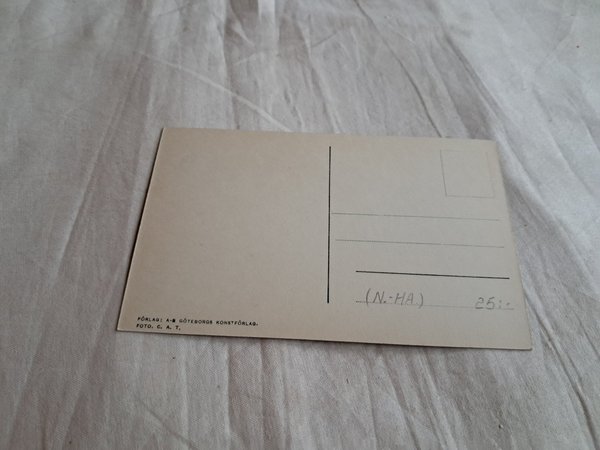 (N.-HA.) 25:-
FÖRLAG: A-B GÖTEBORGS KONSTFÖRLAG.
FOTO. C. A. T.